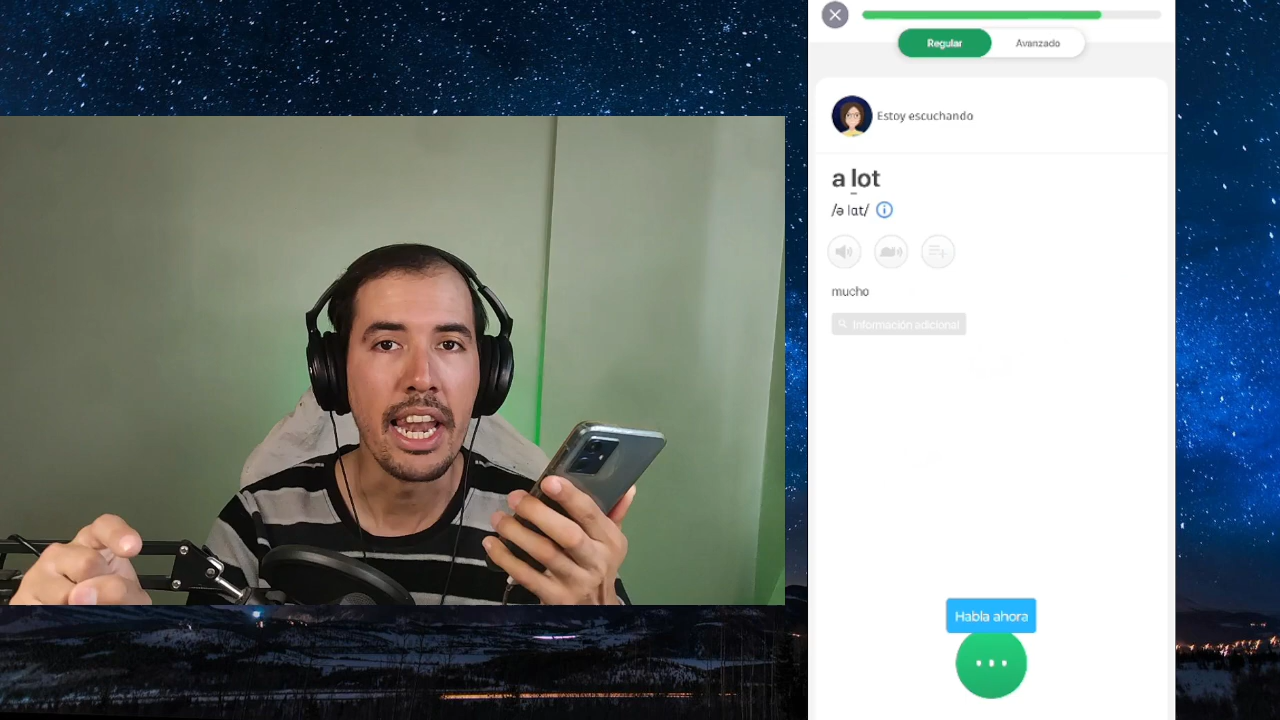 Regular
Avanzado
Estoy escuchando
a lot
/ə lɑt/
mucho
Información adicional
Habla ahora